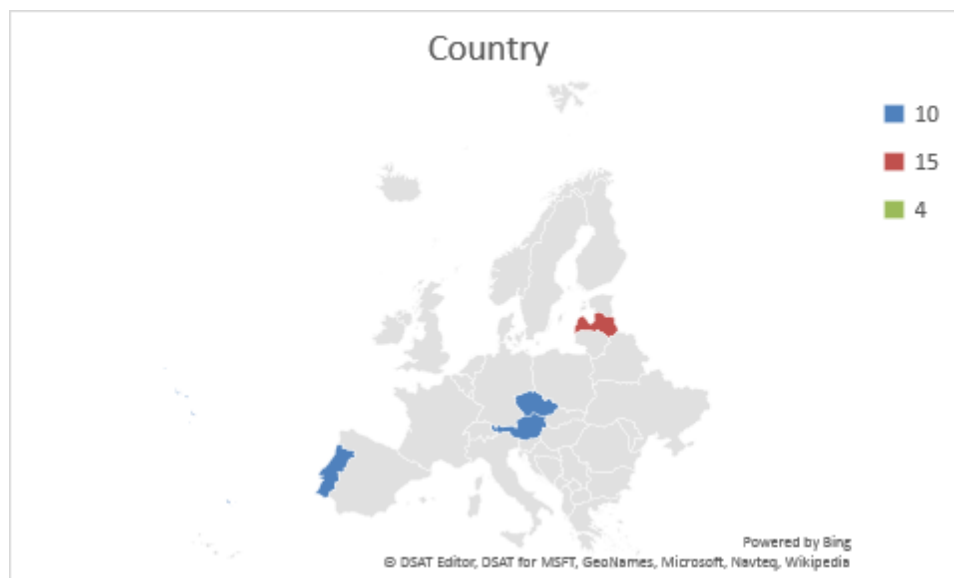 Country
10
15
4
Powered by Bing
© DSAT Editor, DSAT for MSFT, GeoNames, Microsoft, Navteq, Wikipedia